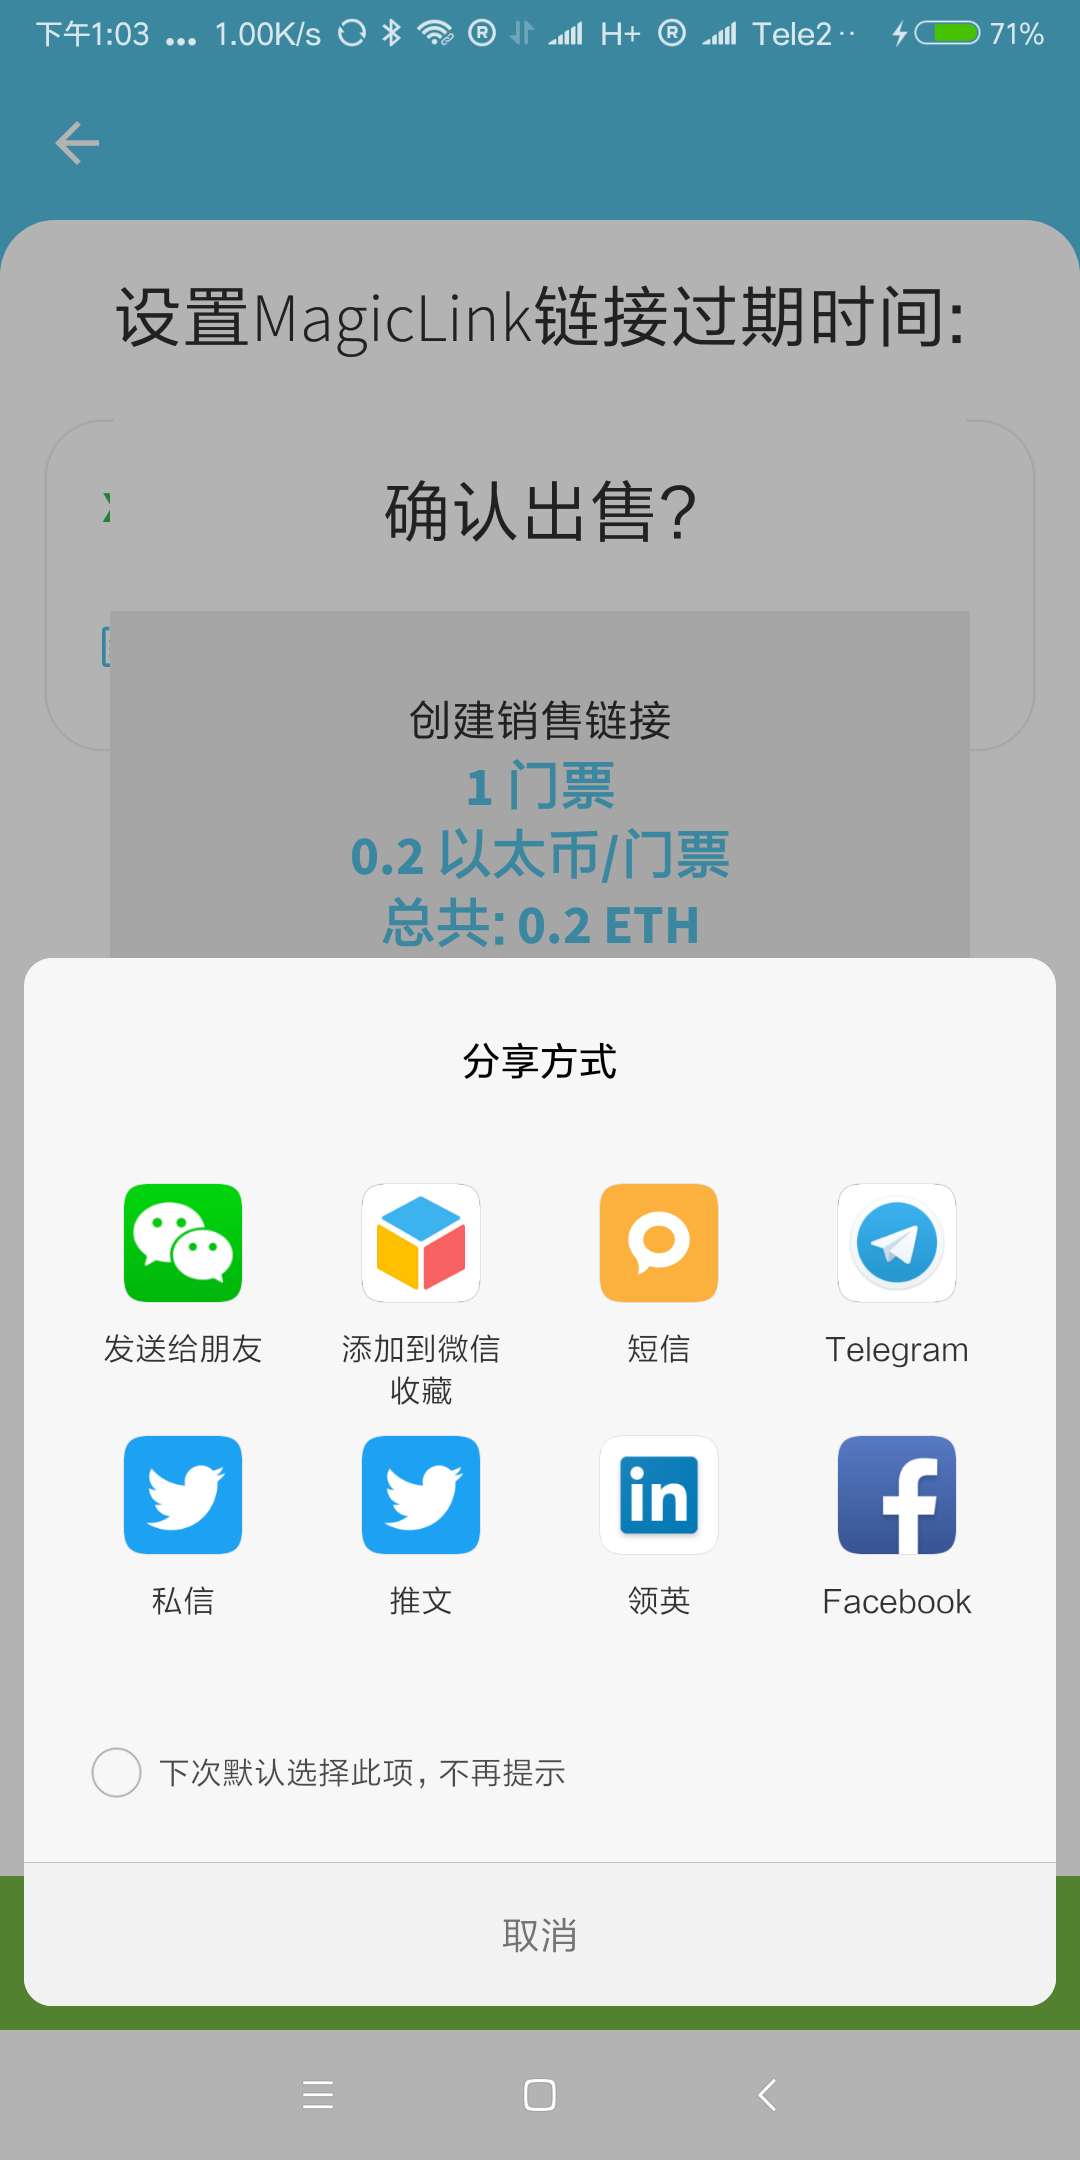 下午1:03 ... 1.00K/s H+ Tele2·· 71%
设置MagicLink链接过期时间:
确认出售?
创建销售链接
1 门票
0.2 以太币/门票
总共: 0.2 ETH
分享方式
发送给朋友
添加到微信
收藏
短信
Telegram
私信
推文
领英
Facebook
下次默认选择此项，不再提示
取消